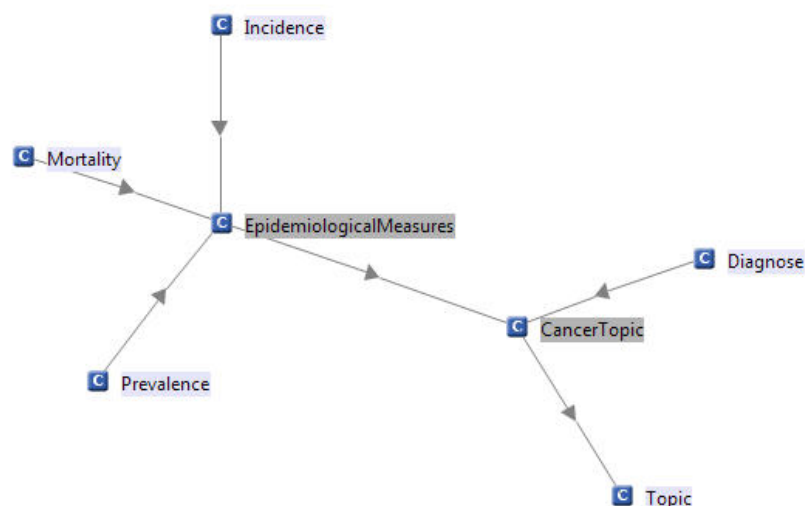 Incidence
Mortality
EpidemiologicalMeasures
Diagnose
CancerTopic
Prevalence
Topic